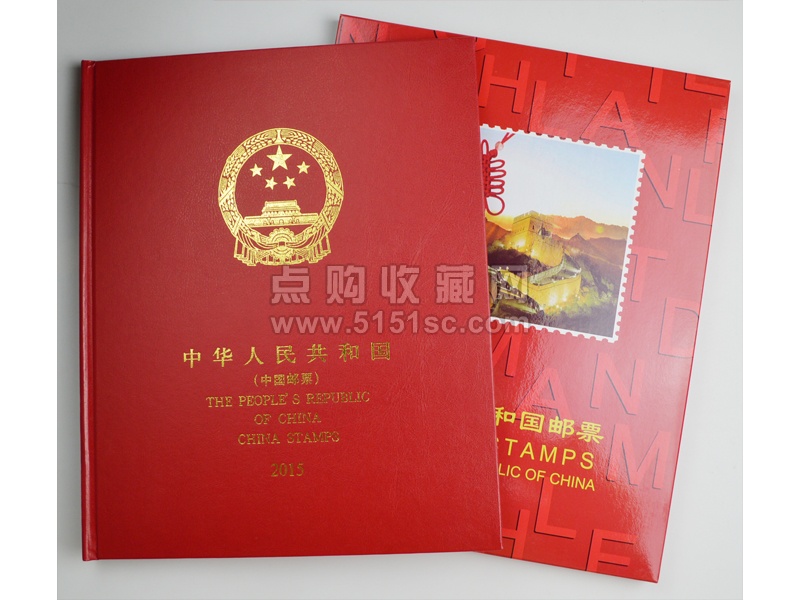 中华人民共和国
(中国邮票)
THE PEOPLE'S REPUBLIC
OF CHINA
CHINA STAMPS
2015
和国邮票
STAMPS
LIC OF CHINA
点购收藏网
www.5151sc.com